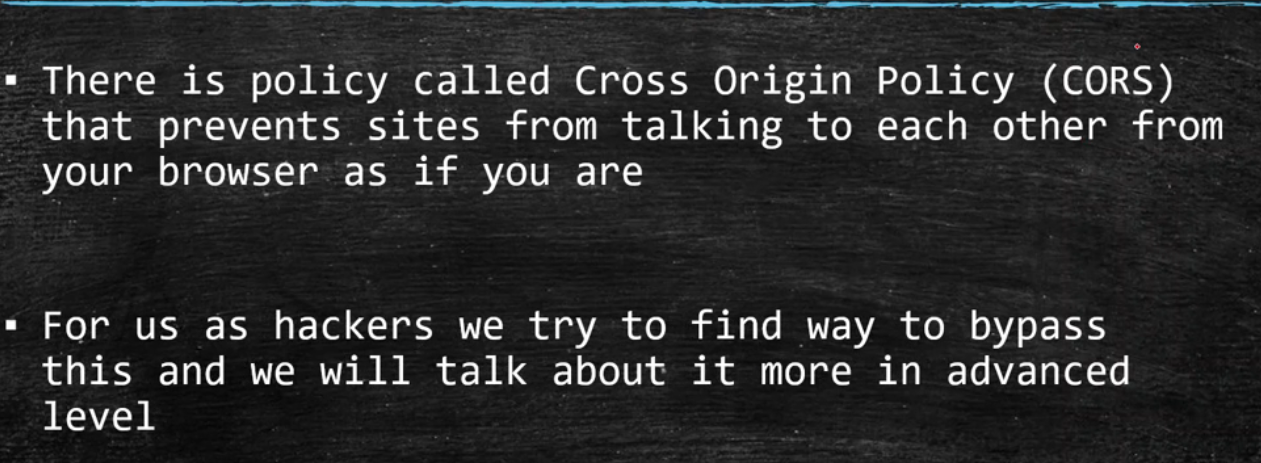 ▪ There is policy called Cross Origin Policy (CORS)
that prevents sites from talking to each other from
your browser as if you are
▪ For us as hackers we try to find way to bypass
this and we will talk about it more in advanced
level